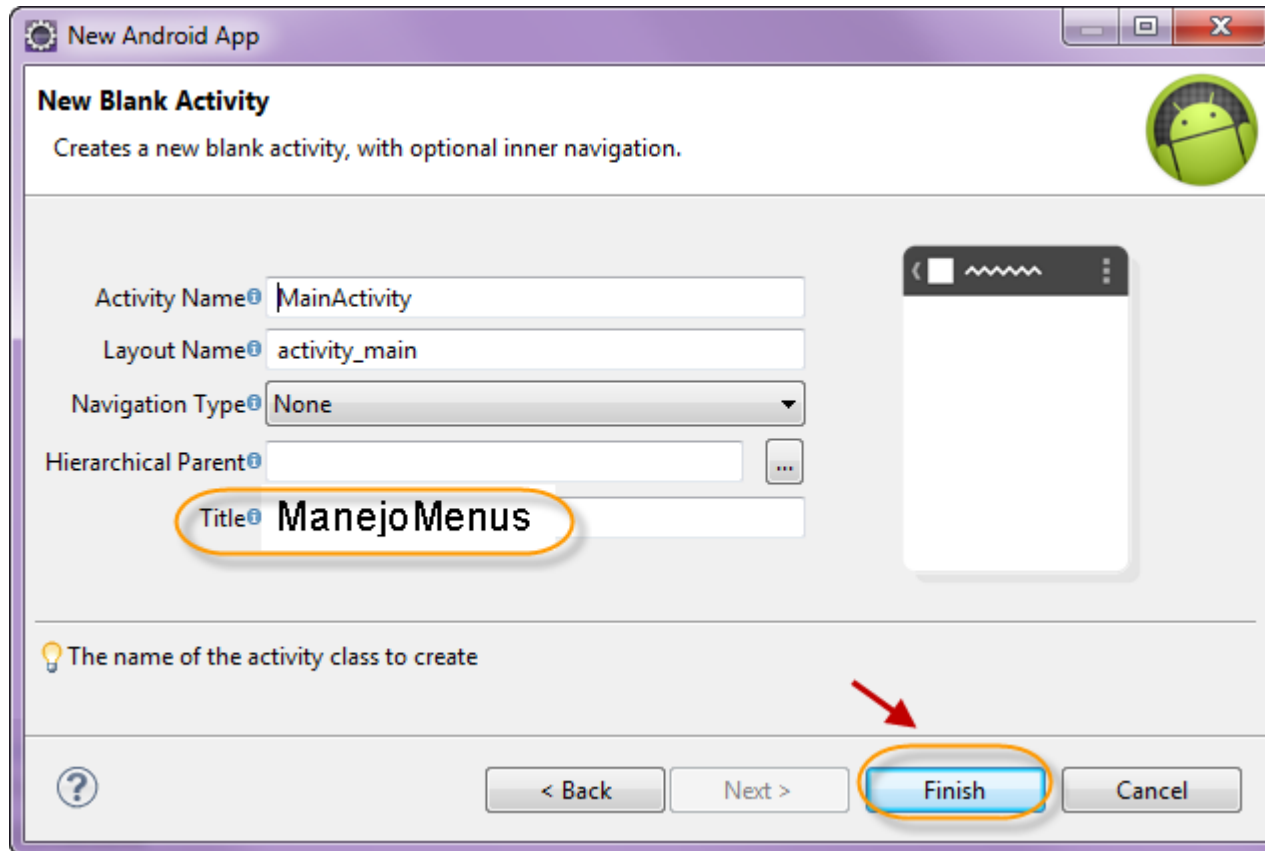 New Android App
New Blank Activity
Creates a new blank activity, with optional inner navigation.
Activity Name MainActivity
Layout Name activity_main
Navigation Type None
Hierarchical Parent ...
Title ManejoMenus
The name of the activity class to create
? < Back Next > Finish Cancel